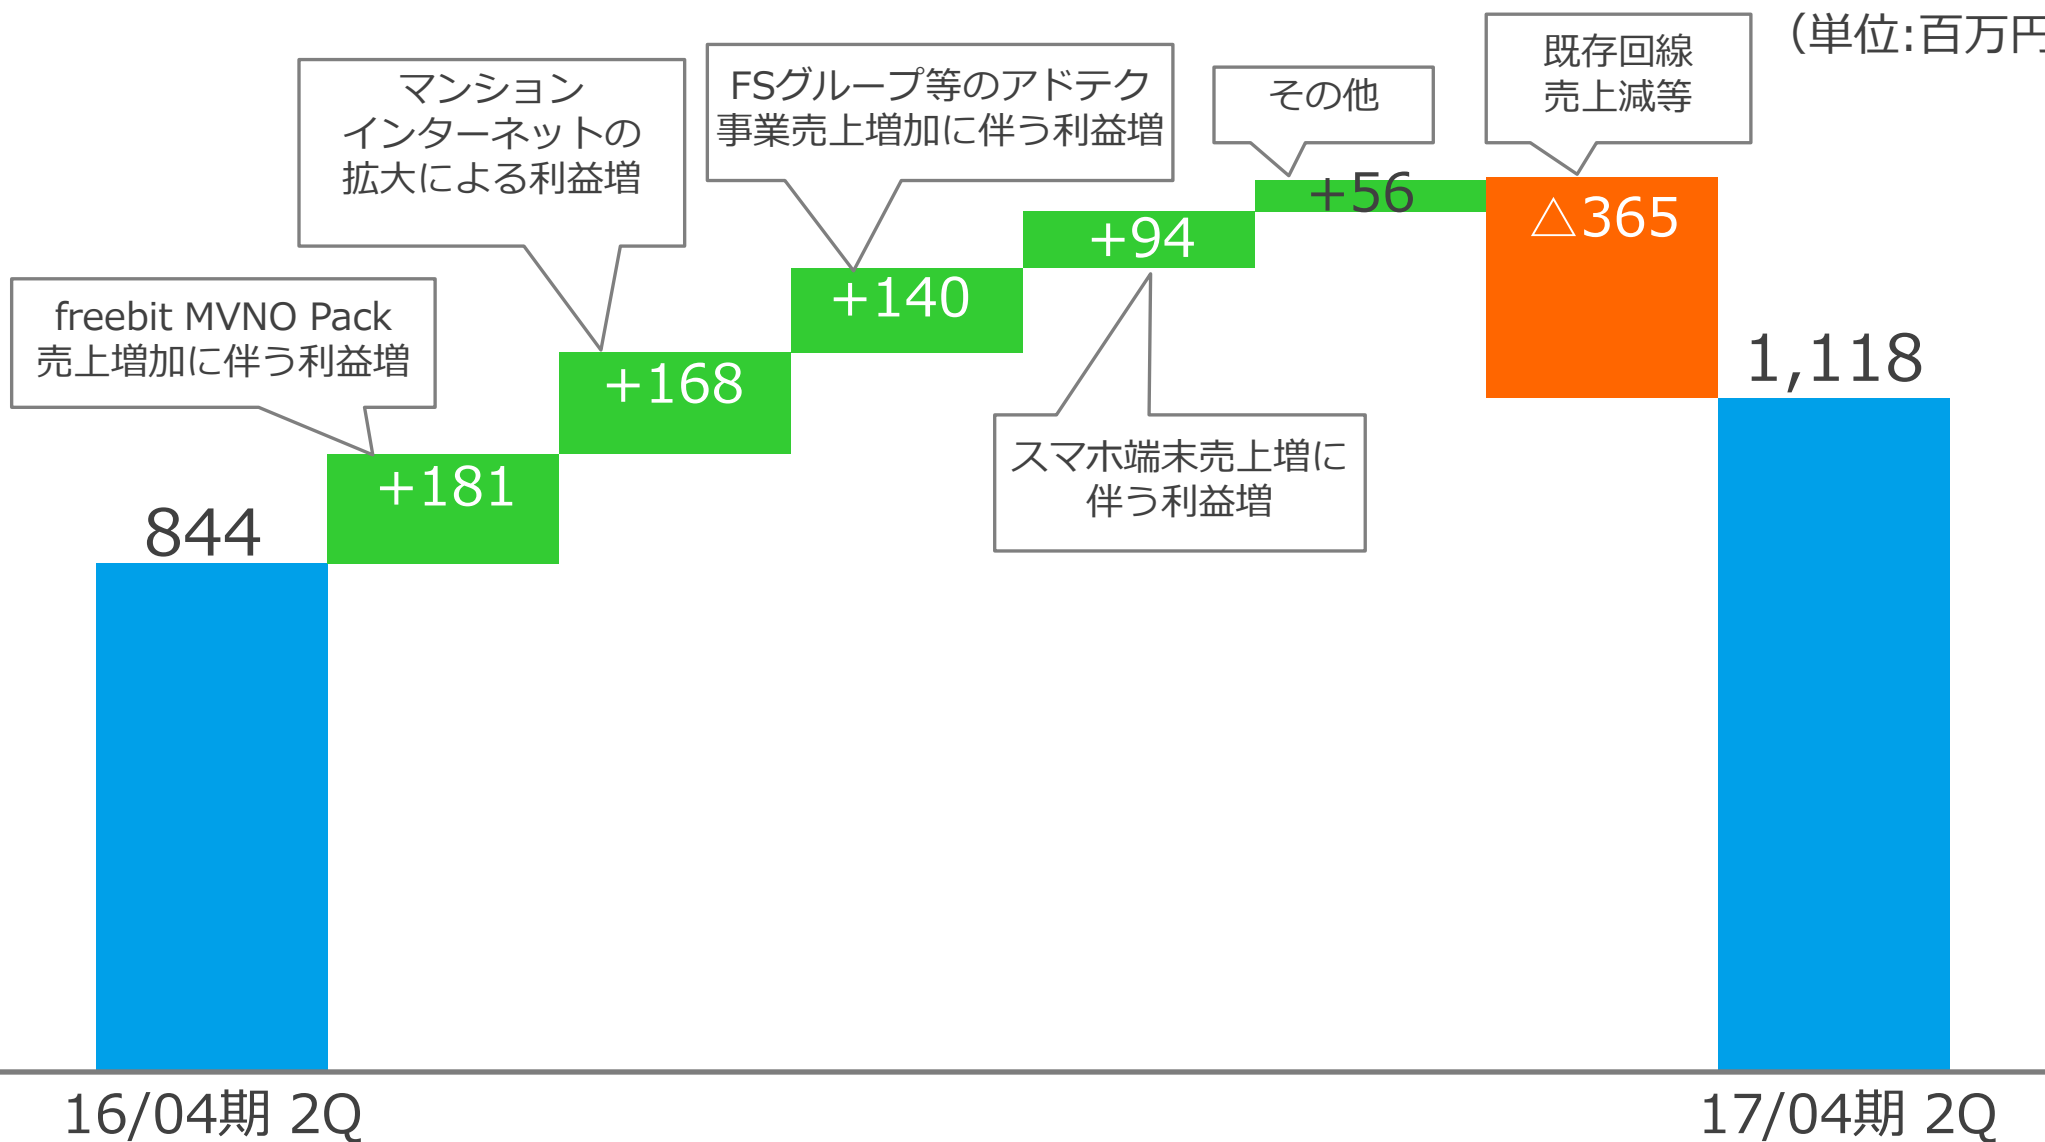 (単位:百万円
既存回線
売上減等
その他
FSグループ等のアドテク
事業売上増加に伴う利益増
マンション
インターネットの
拡大による利益増
freebit MVNO Pack
売上増加に伴う利益増
スマホ端末売上増に
伴う利益増
844
+181
+168
+140
+94
+56
△365
1,118
16/04期 2Q
17/04期 2Q